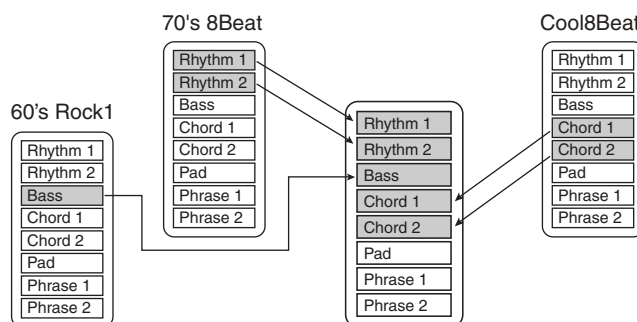 70's 8Beat
Rhythm 1
Rhythm 2
Bass
Chord 1
Chord 2
Pad
Phrase 1
Phrase 2
Cool8Beat
Rhythm 1
Rhythm 2
Bass
Chord 1
Chord 2
Pad
Phrase 1
Phrase 2
60's Rock1
Rhythm 1
Rhythm 2
Bass
Chord 1
Chord 2
Pad
Phrase 1
Phrase 2
Rhythm 1
Rhythm 2
Bass
Chord 1
Chord 2
Pad
Phrase 1
Phrase 2